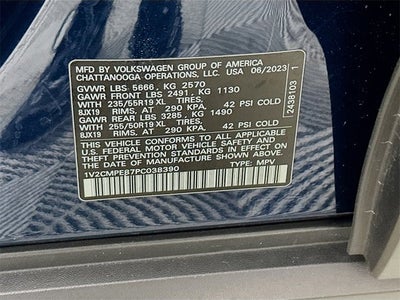 MFD BY VOLKSWAGEN GROUP OF AMERICA
CHATTANOOGA OPERATIONS, LLC. USA 06/2023
GVWR LBS 5666, KG 2570
GAWR FRONT LBS 2491, KG 1130
WITH 235/55R19 XL TIRES,
8JX19 RIMS AT 290 KPA, 42 PSI COLD
GAWR REAR LBS 3285, KG 1490
WITH 255/50R19 XL TIRES,
8JX19 RIMS AT 290 KPA, 42 PSI COLD
THIS VEHICLE CONFORMS TO ALL APPLICABLE
U.S. FEDERAL MOTOR VEHICLE SAFETY
STANDARDS IN EFFECT ON THE
DATE OF MANUFACTURE SHOWN ABOVE.
1V2CMPE87PC038390 TYPE: MPV
2438103 1